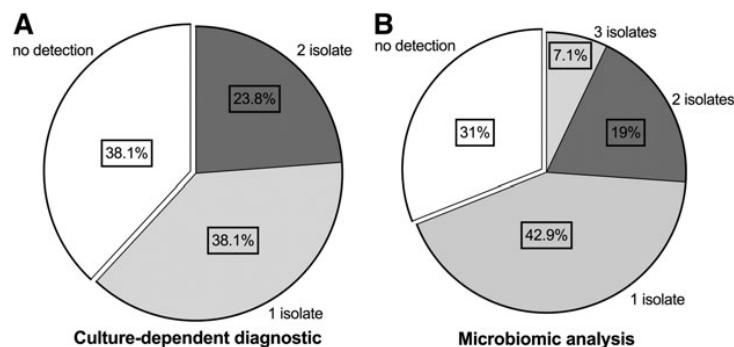 A
no detection
2 isolate
23.8%
38.1%
38.1%
1 isolate
Culture-dependent diagnostic
B
no detection
3 isolates
7.1%
2 isolates
31%
19%
42.9%
1 isolate
Microbiomic analysis